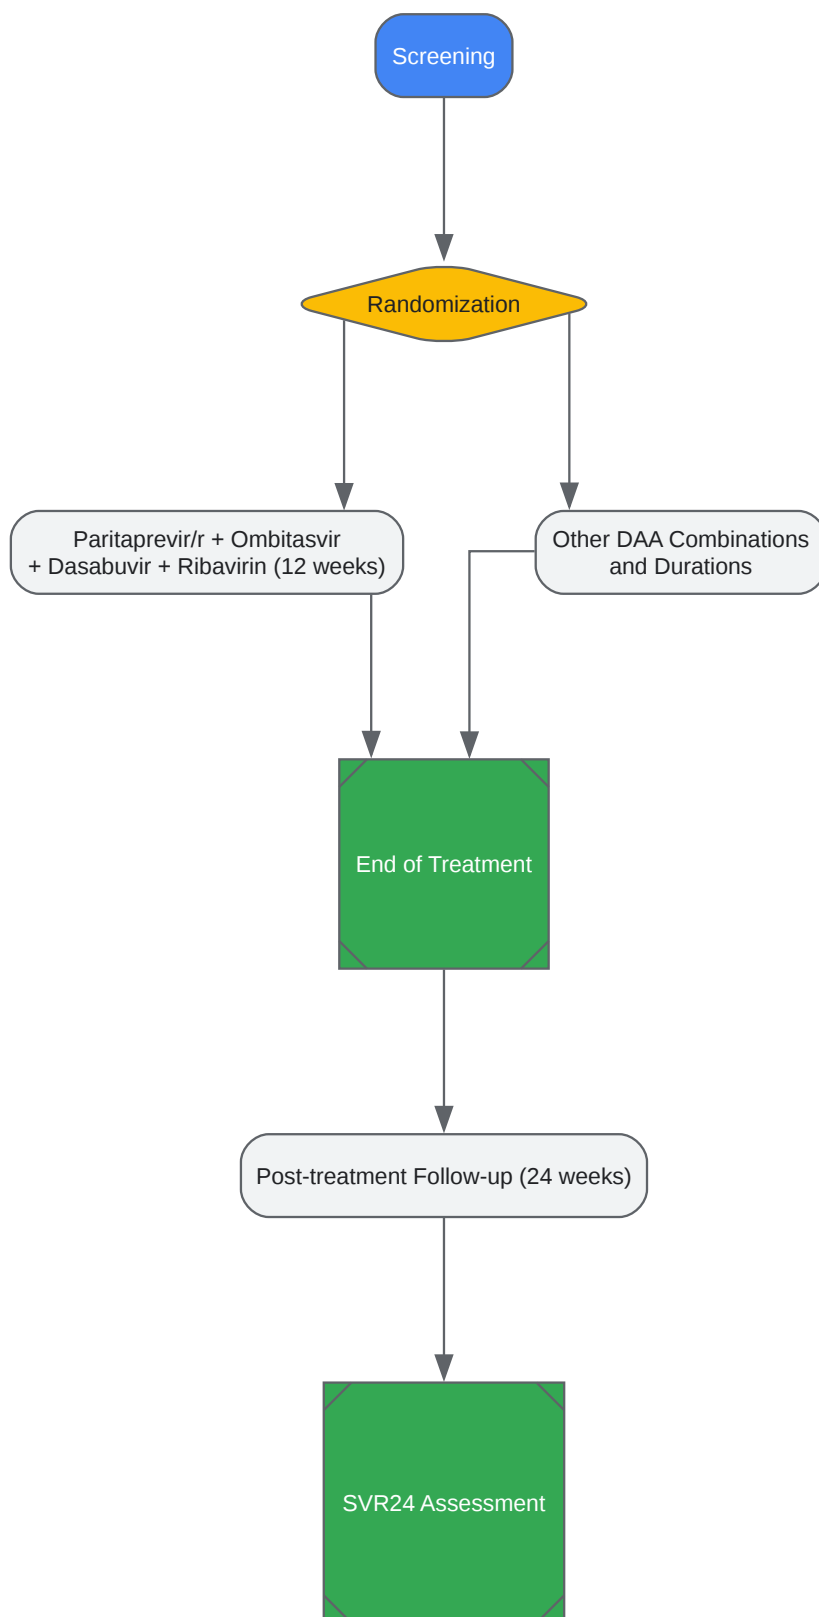 Screening
Randomization
Paritaprevir/r + Ombitasvir
+ Dasabuvir + Ribavirin (12 weeks)
Other DAA Combinations
and Durations
End of Treatment
Post-treatment Follow-up (24 weeks)
SVR24 Assessment